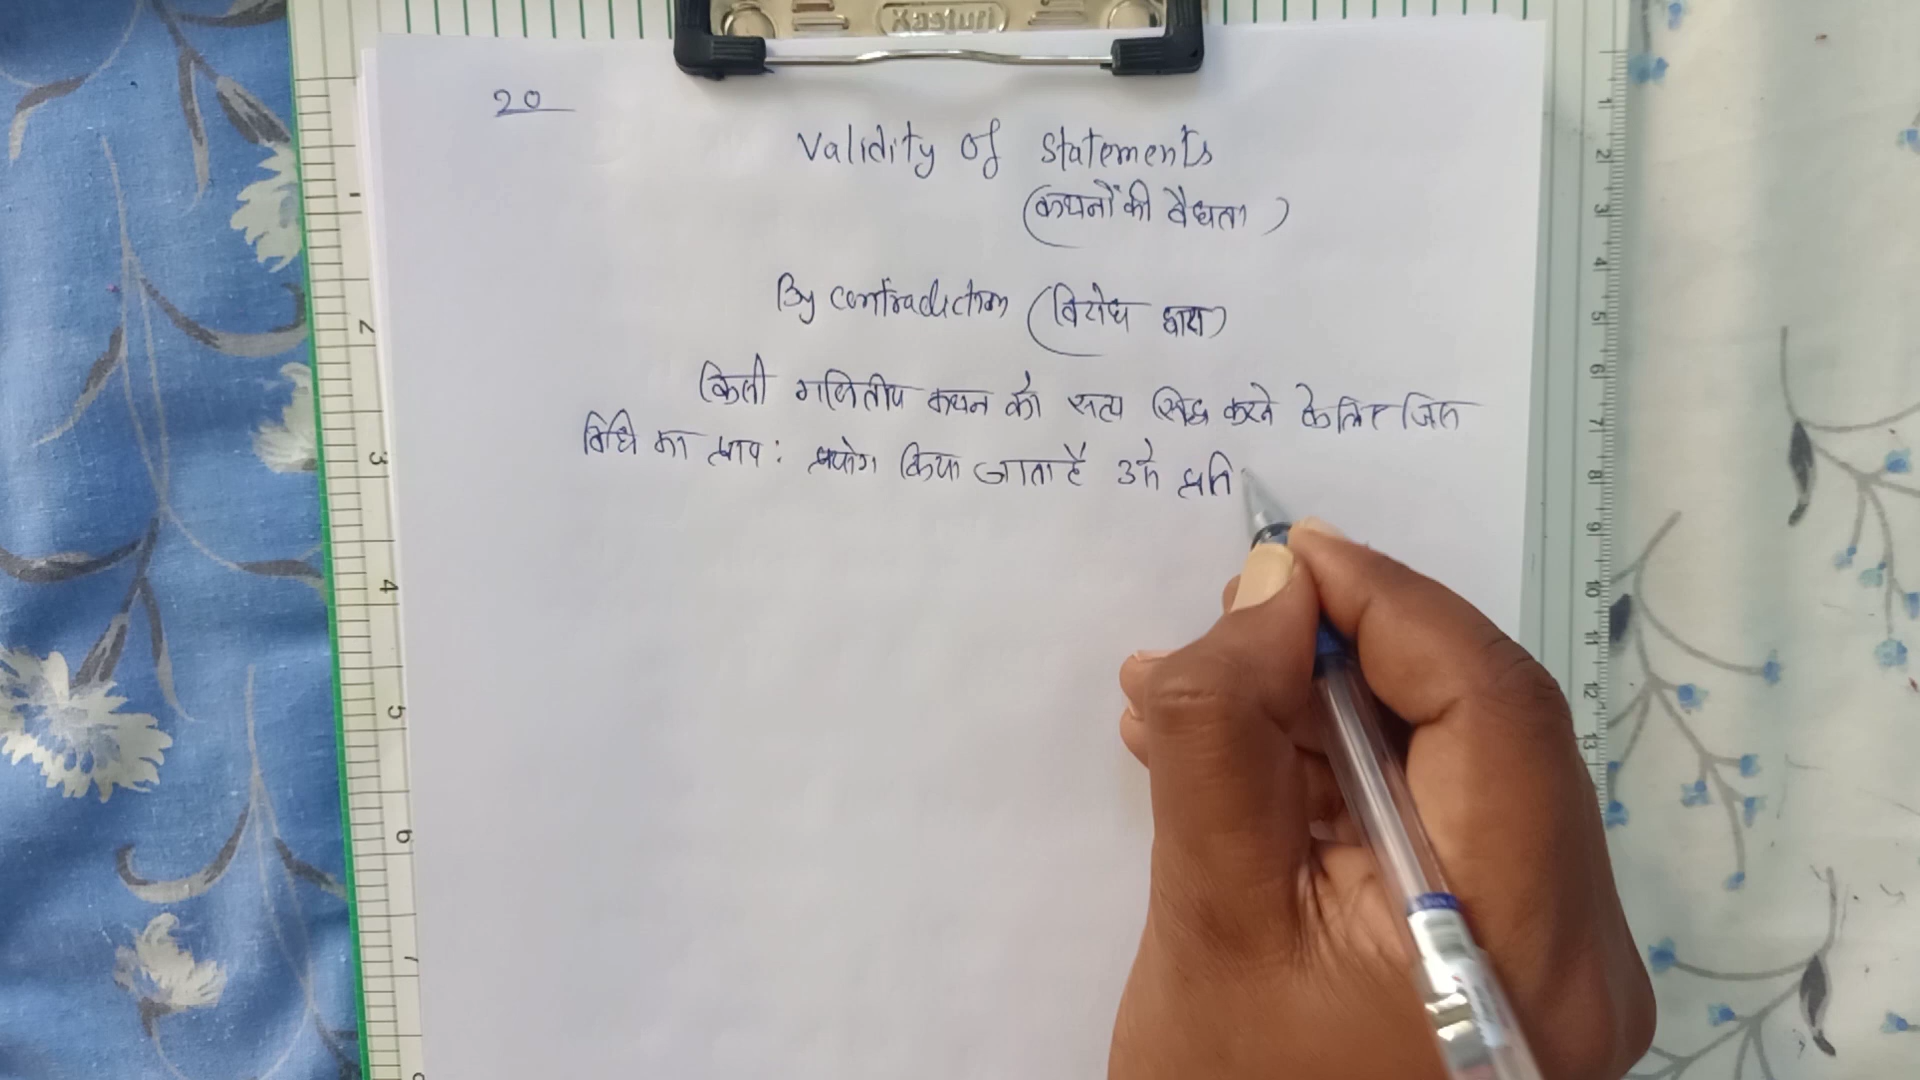 Kasturi
20
Validity of Statements
(कथनों की वैधता)
By contradiction (विरोध द्वारा)
किसी गणितीय कथन को सत्य सिद्ध करने के लिए जिस
विधि का प्राय: प्रयोग किया जाता है उसे प्रति